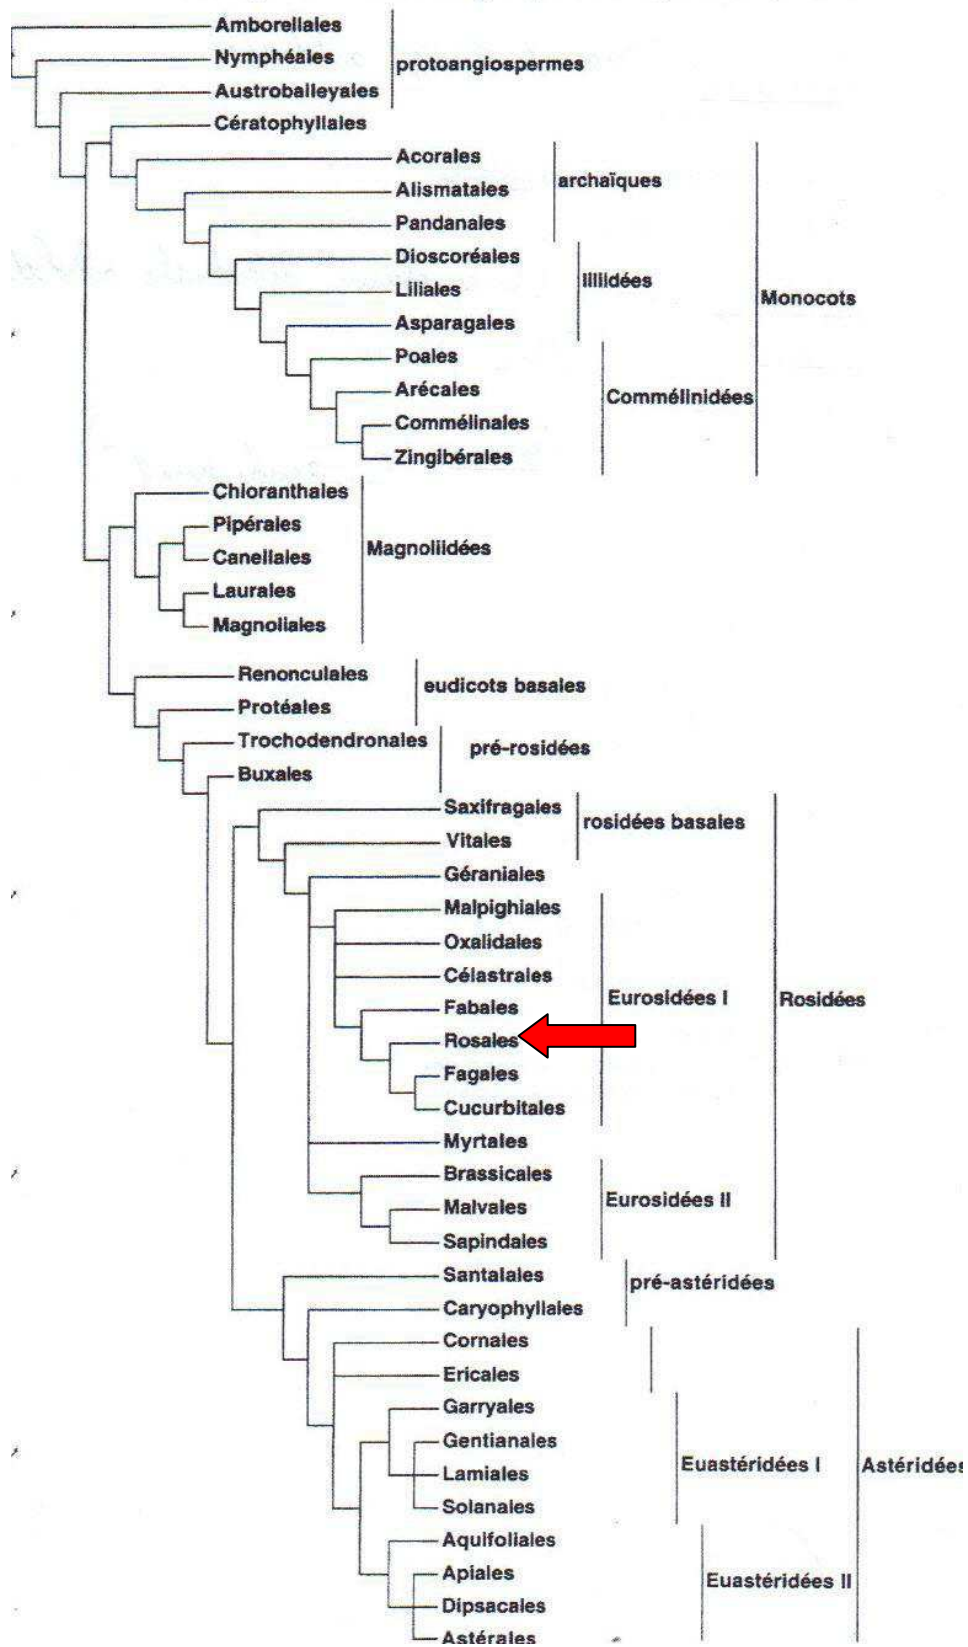 Amborellales
Nymphéales
protoangiospermes
Austrobaileyales
Cératophyllales
Acorales
archaïques
Alismatales
Pandanales
Dioscoréales
liliidées
Liliales
Monocots
Asparagales
Poales
Arécales
Commélinidées
Commélinales
Zingibérales
Chloranthales
Pipérales
Magnoliidées
Canellales
Laurales
Magnoliales
Renonculales
eudicots basales
Protéales
Trochodendronales
pré-rosidées
Buxales
Saxifragales
rosidées basales
Vitales
Géraniales
Malpighiales
Oxalidales
Célastrales
Eurosidées I
Rosidées
Fabales
Rosales
Fagales
Cucurbitales
Myrtales
Brassicales
Eurosidées II
Malvales
Sapindales
Santalales
pré-astéridées
Caryophyllales
Cornales
Ericales
Garryales
Gentianales
Euastéridées I
Astéridées
Lamiales
Solanales
Aquifoliales
Apiales
Euastéridées II
Dipsacales
Astérales